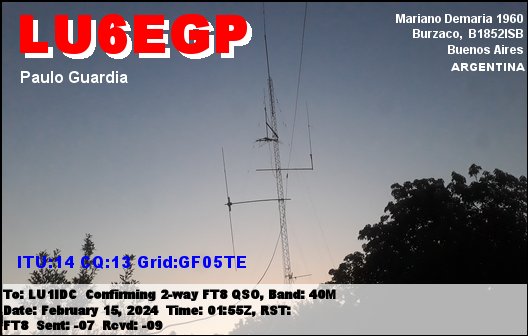 LU6EGP
Paulo Guardia
Mariano Demaria 1960
Burzaco, B1852ISB
Buenos Aires
ARGENTINA
ITU:14 CQ:13 Grid:GF05TE
To: LU1IDC Confirming 2-way FT8 QSO, Band: 40M
Date: February 15, 2024 Time: 01:55Z, RST:
FT8 Sent: -07 Rcvd: -09